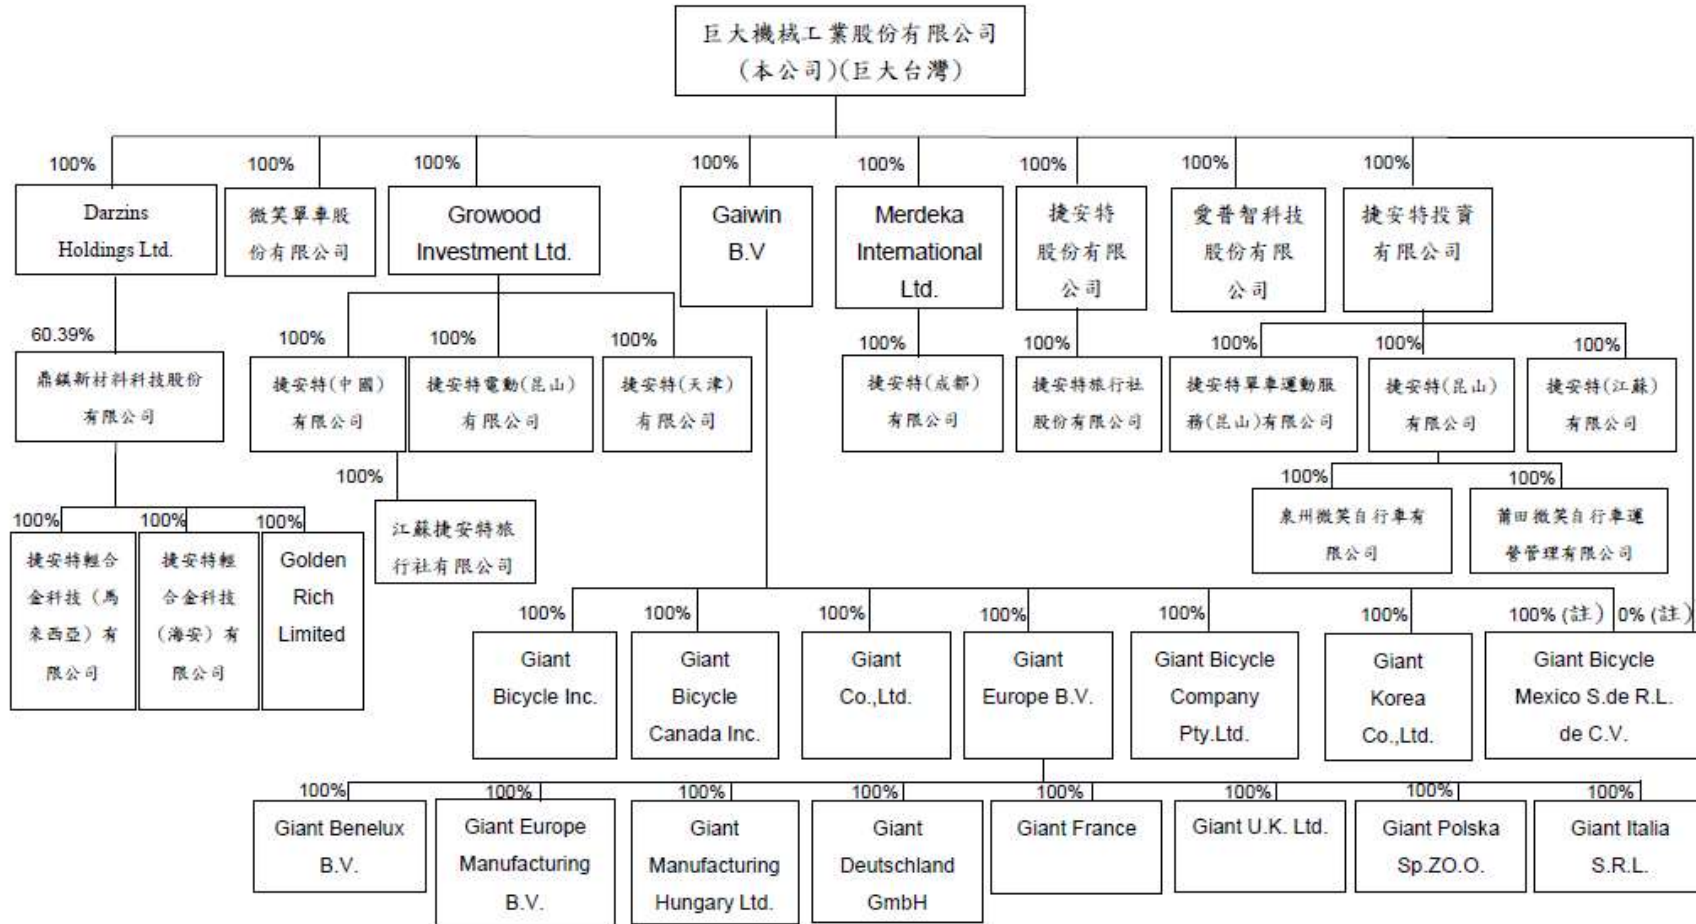 巨大機械工業股份有限公司
(本公司)(巨大台灣)
100%
100%
100%
100%
100%
100%
100%
100%
Darzins
Holdings Ltd.
微笑單車股
份有限公司
Growood
Investment Ltd.
Gaiwin
B.V
Merdeka
International
Ltd.
捷安特
股份有限
公司
愛普智科技
股份有限
公司
捷安特投資
有限公司
60.39%
100%
100%
100%
100%
100%
100%
100%
100%
鼎鎂新材料科技股份
有限公司
捷安特(中國)
有限公司
捷安特電動(昆山)
有限公司
捷安特(天津)
有限公司
捷安特(成都)
有限公司
捷安特旅行社
股份有限公司
捷安特單車運動服
務(昆山)有限公司
捷安特(昆山)
有限公司
捷安特(江蘇)
有限公司
100%
100%
100%
江蘇捷安特旅
行社有限公司
泉州微笑自行車有
限公司
莆田微笑自行車運
營管理有限公司
100%
100%
100%
捷安特輕合
金科技（馬
來西亞）有
限公司
捷安特輕
合金科技
（海安）有
限公司
Golden
Rich
Limited
100%
100%
100%
100%
100%
100%
100% (註)
0% (註)
Giant
Bicycle Inc.
Giant
Bicycle
Canada Inc.
Giant
Co.,Ltd.
Giant
Europe B.V.
Giant Bicycle
Company
Pty.Ltd.
Giant
Korea
Co.,Ltd.
Giant Bicycle
Mexico S.de R.L.
de C.V.
100%
100%
100%
100%
100%
100%
100%
100%
Giant Benelux
B.V.
Giant Europe
Manufacturing
B.V.
Giant
Manufacturing
Hungary Ltd.
Giant
Deutschland
GmbH
Giant France
Giant U.K. Ltd.
Giant Polska
Sp.ZO.O.
Giant Italia
S.R.L.